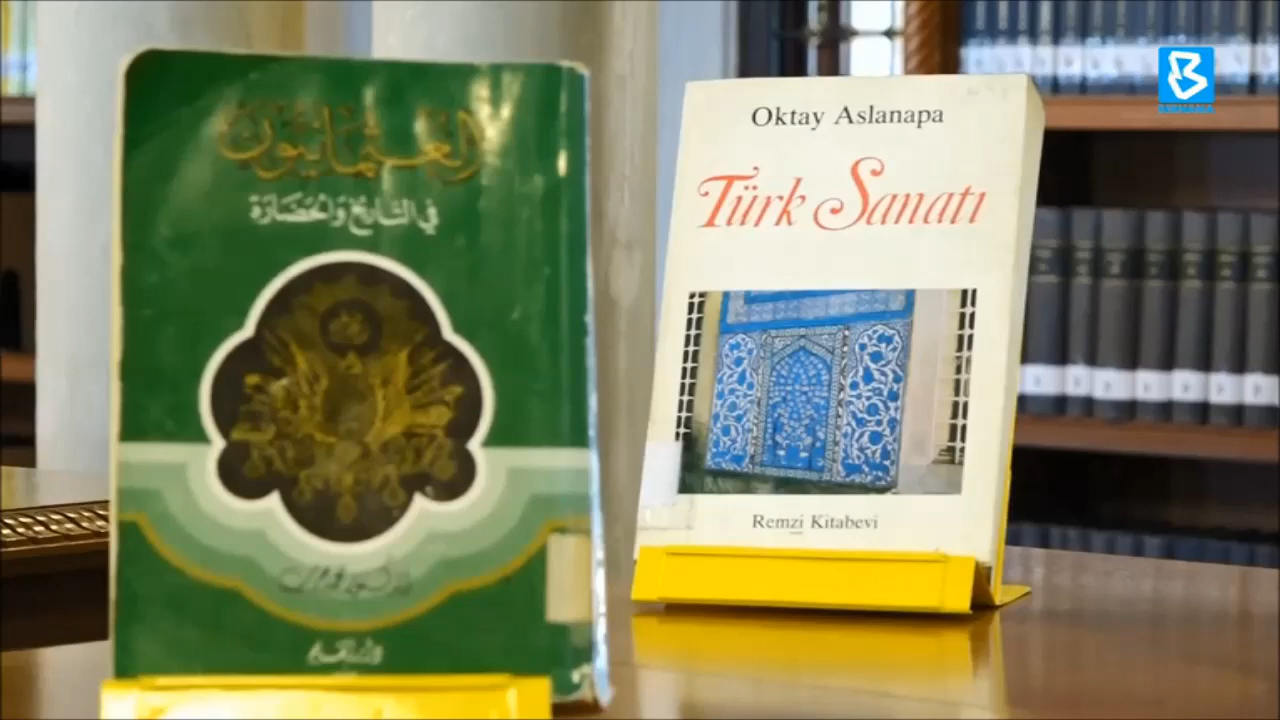 العثمانيون
في التاريخ والحضارة
Oktay Aslanapa
Türk Sanatı
Remzi Kitabevi